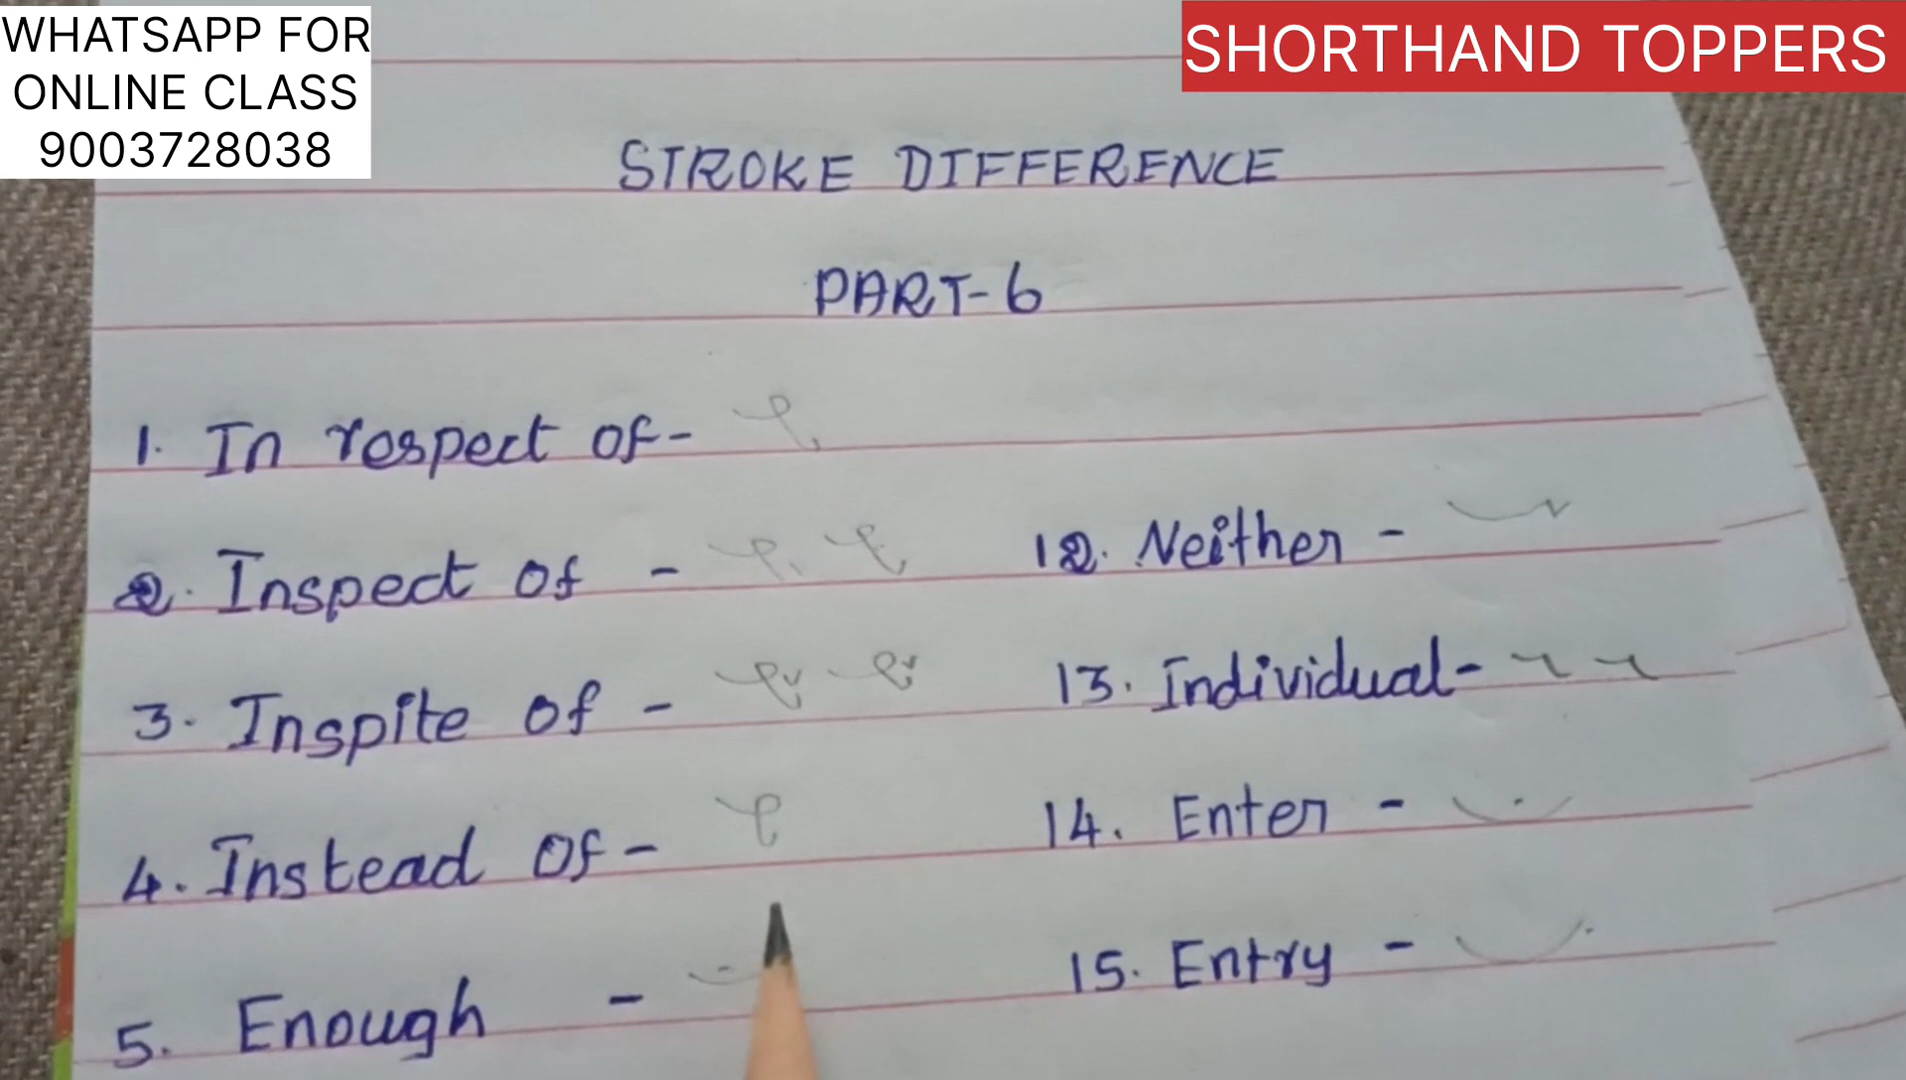 WHATSAPP FOR
ONLINE CLASS
9003728038
SHORTHAND TOPPERS
STROKE DIFFERENCE
PART-6
1. In respect of -
2. Inspect of -
3. Inspite of -
4. Instead of -
5. Enough -
12. Neither -
13. Individual -
14. Enter -
15. Entry -